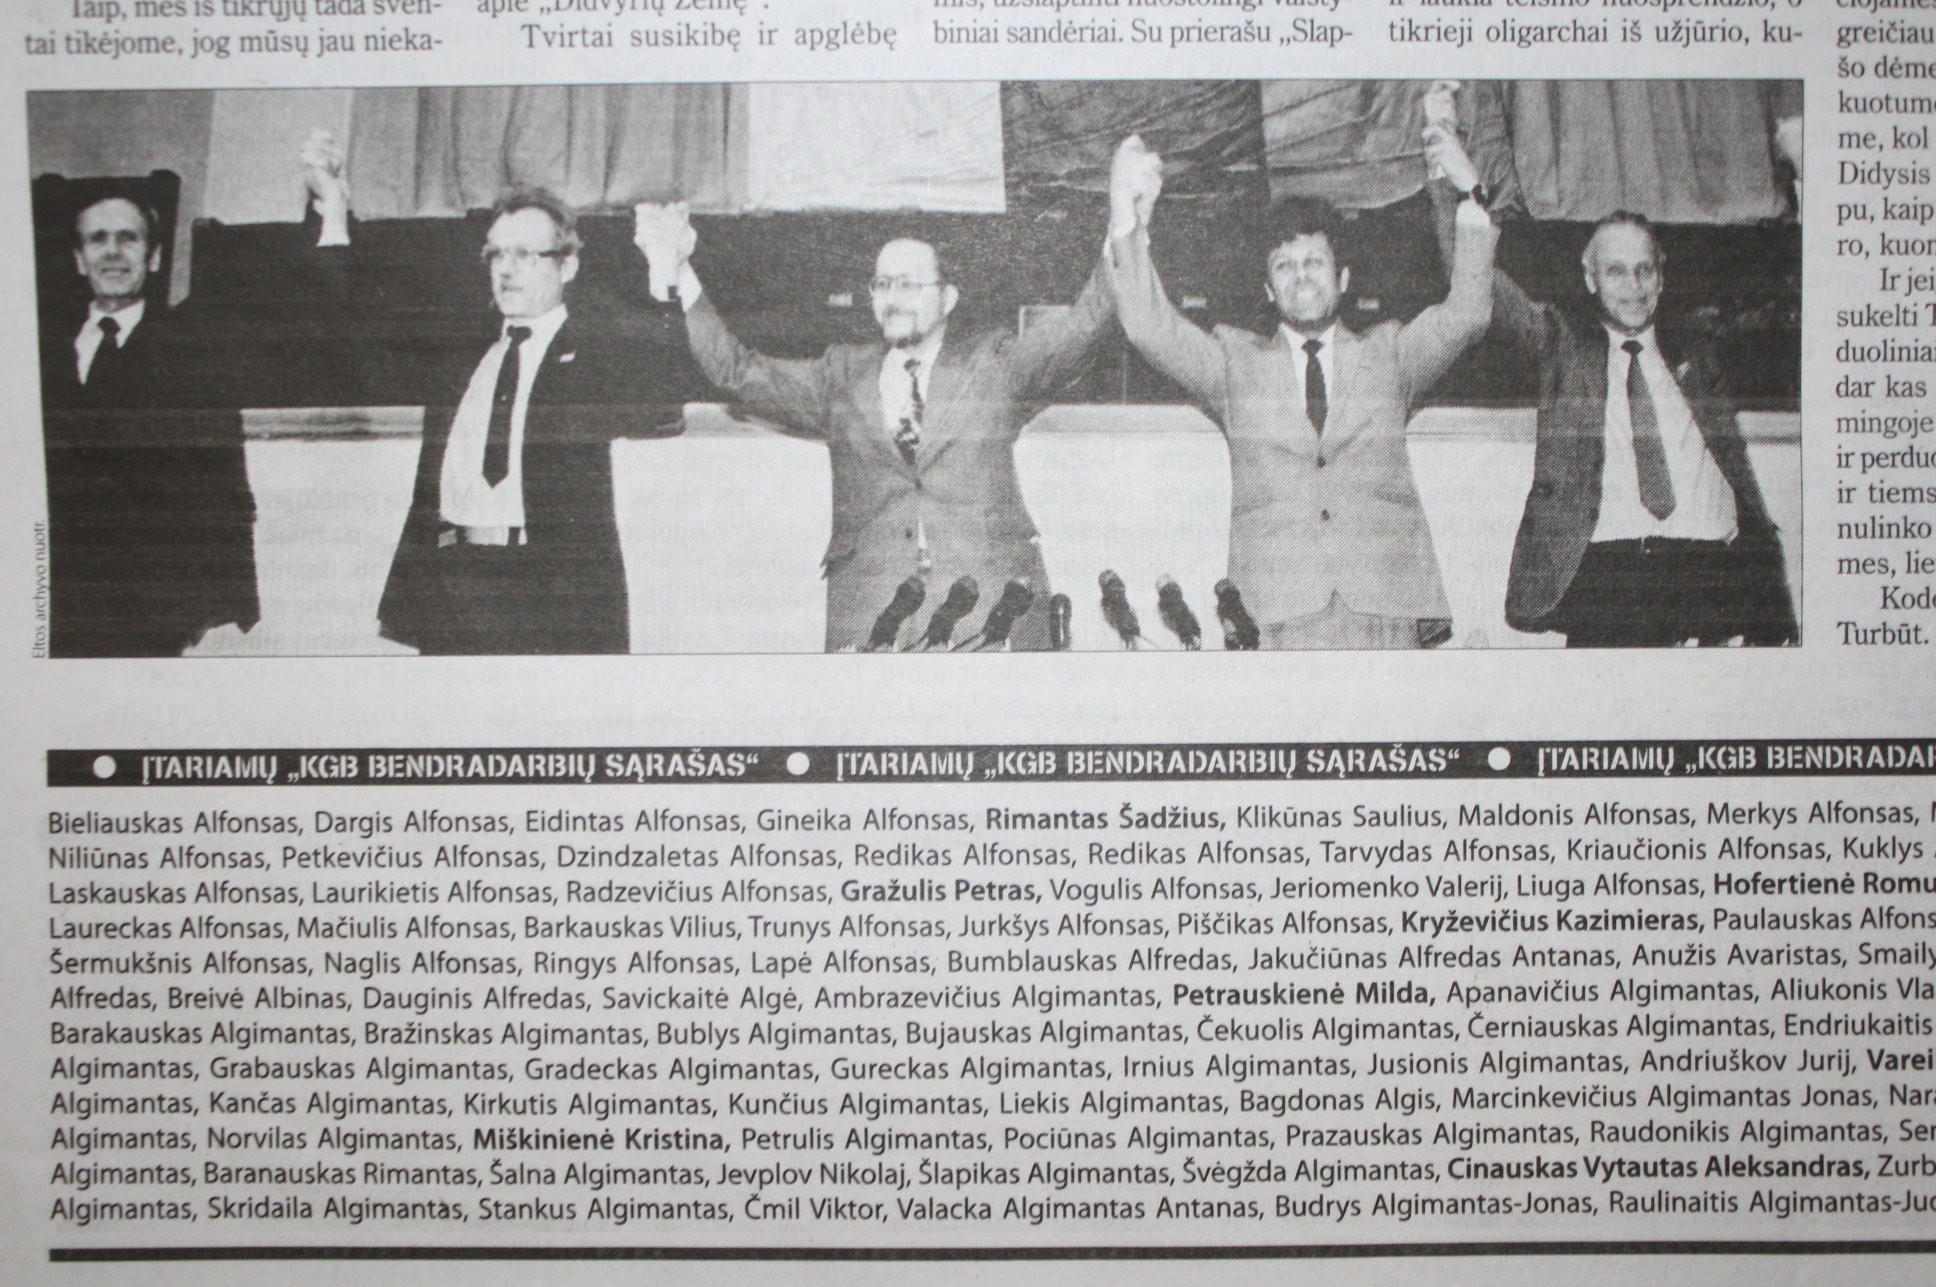 Taip, mes iš tikrųjų tada šven-
tai tikėjome, jog mūsų jau nieka-
apie „Didvyrių žemę“.
Tvirtai susikibę ir apglėbę
biniai sandėriai. Su prierašu „Slap-
tikrieji oligarchai iš užjūrio, ku-
greičiau
šo dėme
kuotume
me, kol
Didysis
pu, kaip
ro, kuor
Ir jei
sukelti T
duoliniai
dar kas
mingoje
ir perduo
ir tiems
nulinko
mes, lie
Kodė
Turbūt.
Eltos archyvo nuotr.
● ĮTARIAMŲ „KGB BENDRADARBIŲ SĄRAŠAS“ ● ĮTARIAMŲ „KGB BENDRADARBIŲ SĄRAŠAS“ ● ĮTARIAMŲ „KGB BENDRADAR
Bieliauskas Alfonsas, Dargis Alfonsas, Eidintas Alfonsas, Gineika Alfonsas, Rimantas Šadžius, Klikūnas Saulius, Maldonis Alfonsas, Merkys Alfonsas,
Niliūnas Alfonsas, Petkevičius Alfonsas, Dzindzaletas Alfonsas, Redikas Alfonsas, Redikas Alfonsas, Tarvydas Alfonsas, Kriaučionis Alfonsas, Kuklys
Laskauskas Alfonsas, Laurikietis Alfonsas, Radzevičius Alfonsas, Gražulis Petras, Vogulis Alfonsas, Jeriomenko Valerij, Liuga Alfonsas, Hofertienė Romu
Laureckas Alfonsas, Mačiulis Alfonsas, Barkauskas Vilius, Trunys Alfonsas, Jurkšys Alfonsas, Piščikas Alfonsas, Kryževičius Kazimieras, Paulauskas Alfons
Šermukšnis Alfonsas, Naglis Alfonsas, Ringys Alfonsas, Lapė Alfonsas, Bumblauskas Alfredas, Jakučiūnas Alfredas Antanas, Anužis Avaristas, Smaily
Alfredas, Breivė Albinas, Dauginis Alfredas, Savickaitė Algė, Ambrazevičius Algimantas, Petrauskienė Milda, Apanavičius Algimantas, Aliukonis Vla
Barakauskas Algimantas, Bražinskas Algimantas, Bublys Algimantas, Bujauskas Algimantas, Čekuolis Algimantas, Černiauskas Algimantas, Endriukaitis
Algimantas, Grabauskas Algimantas, Gradeckas Algimantas, Gureckas Algimantas, Irnius Algimantas, Jusionis Algimantas, Andriuškov Jurij, Varei
Algimantas, Kančas Algimantas, Kirkutis Algimantas, Kunčius Algimantas, Liekis Algimantas, Bagdonas Algis, Marcinkevičius Algimantas Jonas, Nara
Algimantas, Norvilas Algimantas, Miškinienė Kristina, Petrulis Algimantas, Pociūnas Algimantas, Prazauskas Algimantas, Raudonikis Algimantas, Ser
Algimantas, Baranauskas Rimantas, Šalna Algimantas, Jevplov Nikolaj, Šlapikas Algimantas, Švėgžda Algimantas, Cinauskas Vytautas Aleksandras, Zurb
Algimantas, Skridaila Algimantas, Stankus Algimantas, Čmil Viktor, Valacka Algimantas Antanas, Budrys Algimantas-Jonas, Raulinaitis Algimantas-Juo